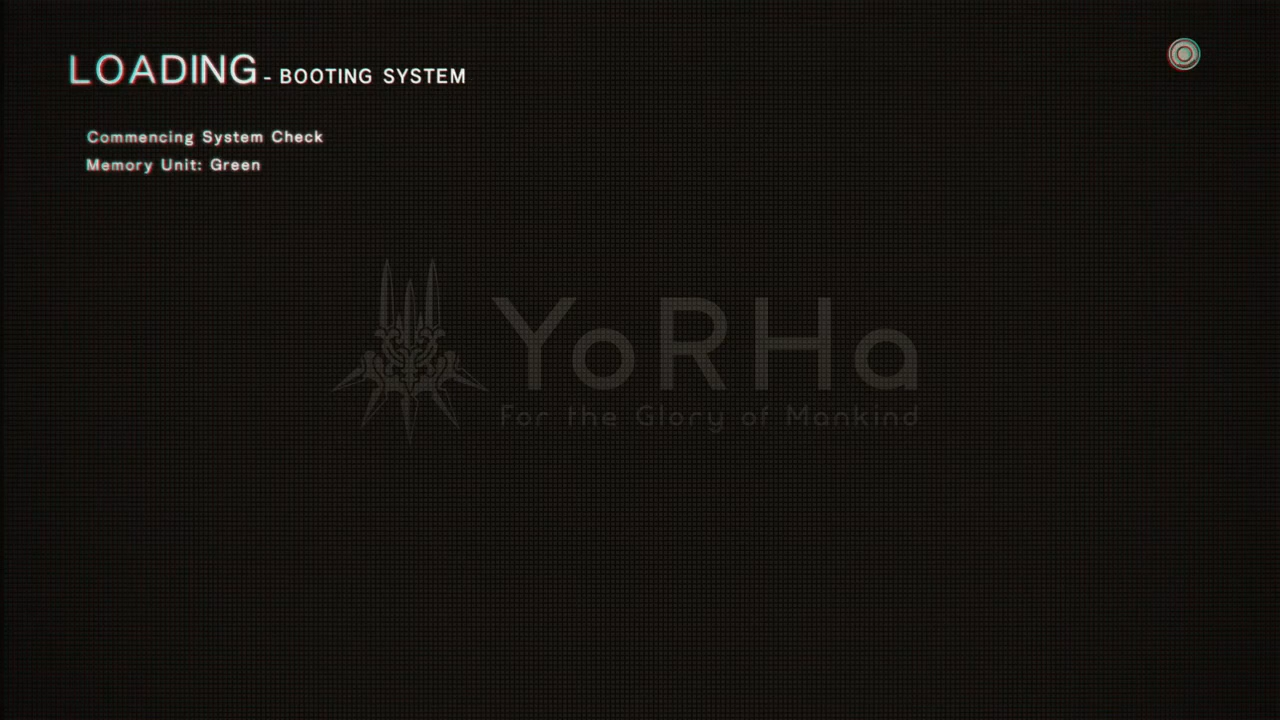 LOADING - BOOTING SYSTEM
Commencing System Check
Memory Unit: Green
YoRHa
For the Glory of Mankind